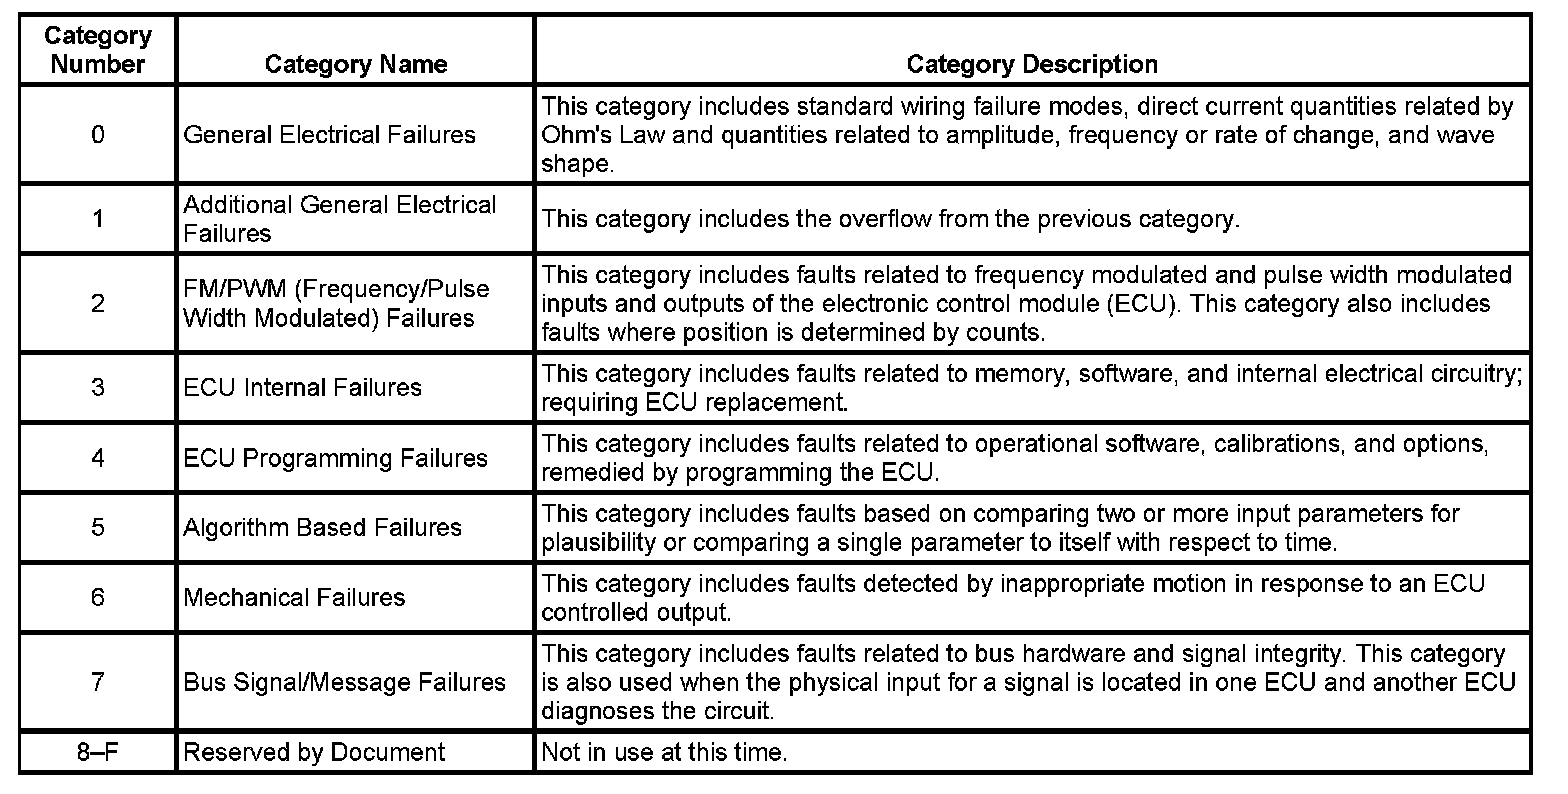 Category
Number
Category Name
Category Description
0
General Electrical Failures
This category includes standard wiring failure modes, direct current quantities related by
Ohm's Law and quantities related to amplitude, frequency or rate of change, and wave
shape.
1
Additional General Electrical
Failures
This category includes the overflow from the previous category.
2
FM/PWM (Frequency/Pulse
Width Modulated) Failures
This category includes faults related to frequency modulated and pulse width modulated
inputs and outputs of the electronic control module (ECU). This category also includes
faults where position is determined by counts.
3
ECU Internal Failures
This category includes faults related to memory, software, and internal electrical circuitry;
requiring ECU replacement.
4
ECU Programming Failures
This category includes faults related to operational software, calibrations, and options,
remedied by programming the ECU.
5
Algorithm Based Failures
This category includes faults based on comparing two or more input parameters for
plausibility or comparing a single parameter to itself with respect to time.
6
Mechanical Failures
This category includes faults detected by inappropriate motion in response to an ECU
controlled output.
7
Bus Signal/Message Failures
This category includes faults related to bus hardware and signal integrity. This category
is also used when the physical input for a signal is located in one ECU and another ECU
diagnoses the circuit.
8–F
Reserved by Document
Not in use at this time.